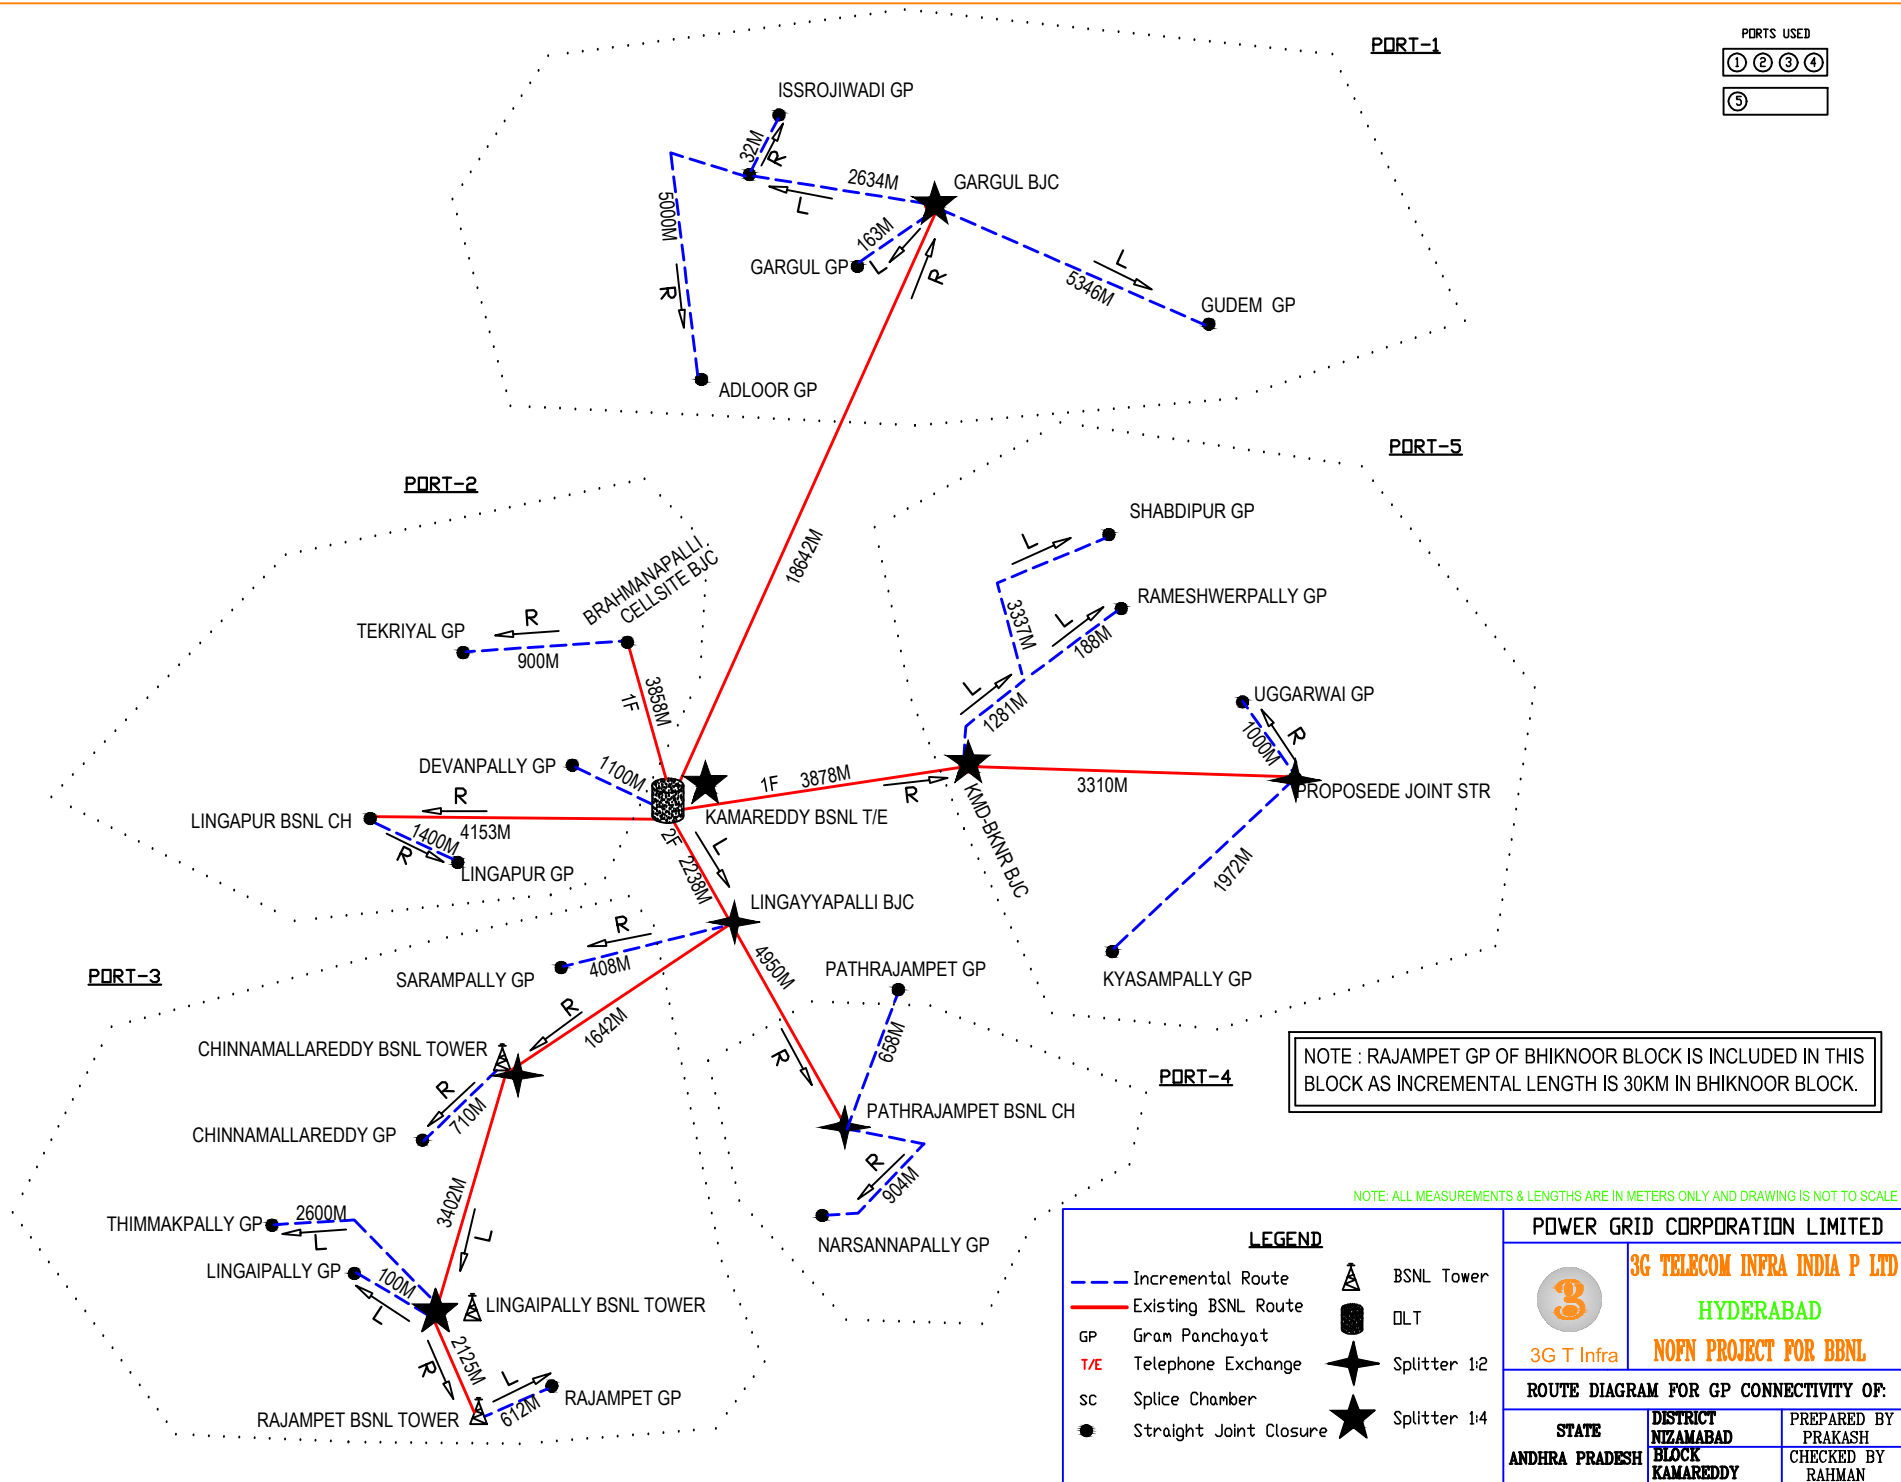 PORT-1
PORTS USED
1 2 3 4
5
ISSROJIWADI GP
32M
R
2634M
L
GARGUL BJC
5000M
R
163M
L
GARGUL GP
R
L
5346M
GUDEM GP
ADLOOR GP
18642M
PORT-5
PORT-2
SHABDIPUR GP
L
3337M
RAMESHWERPALLY GP
L
188M
L
1281M
BRAHMANAPALLI
CELLSITE BJC
TEKRIYAL GP
R
900M
3858M
1F
UGGARWAI GP
1000M
R
DEVANPALLY GP
1100M
1F 3878M
R
3310M
PROPOSEDE JOINT STR
KAMAREDDY BSNL T/E
KMD-BKNR BJC
LINGAPUR BSNL CH
R
4153M
1400M
R
LINGAPUR GP
2F 2238M
L
LINGAYYAPALLI BJC
1972M
KYASAMPALLY GP
R
408M
SARAMPALLY GP
4950M
R
PATHRAJAMPET GP
658M
PORT-3
R
1642M
CHINNAMALLAREDDY BSNL TOWER
R
710M
CHINNAMALLAREDDY GP
PORT-4
PATHRAJAMPET BSNL CH
R
904M
NARSANNAPALLY GP
NOTE : RAJAMPET GP OF BHIKNOOR BLOCK IS INCLUDED IN THIS
BLOCK AS INCREMENTAL LENGTH IS 30KM IN BHIKNOOR BLOCK.
3402M
L
THIMMAKPALLY GP
2600M
L
LINGAIPALLY GP
100M
L
LINGAIPALLY BSNL TOWER
R
2125M
RAJAMPET BSNL TOWER
L
612M
RAJAMPET GP
NOTE: ALL MEASUREMENTS & LENGTHS ARE IN METERS ONLY AND DRAWING IS NOT TO SCALE
LEGEND
Incremental Route
BSNL Tower
Existing BSNL Route
OLT
GP Gram Panchayat
T/E Telephone Exchange
Splitter 1:2
SC Splice Chamber
Straight Joint Closure
Splitter 1:4
POWER GRID CORPORATION LIMITED
3
3G T Infra
3G TELECOM INFRA INDIA P LTD
HYDERABAD
NOFN PROJECT FOR BBNL
ROUTE DIAGRAM FOR GP CONNECTIVITY OF:
STATE
ANDHRA PRADESH
DISTRICT
NIZAMABAD
PREPARED BY
PRAKASH
BLOCK
KAMAREDDY
CHECKED BY
RAHMAN